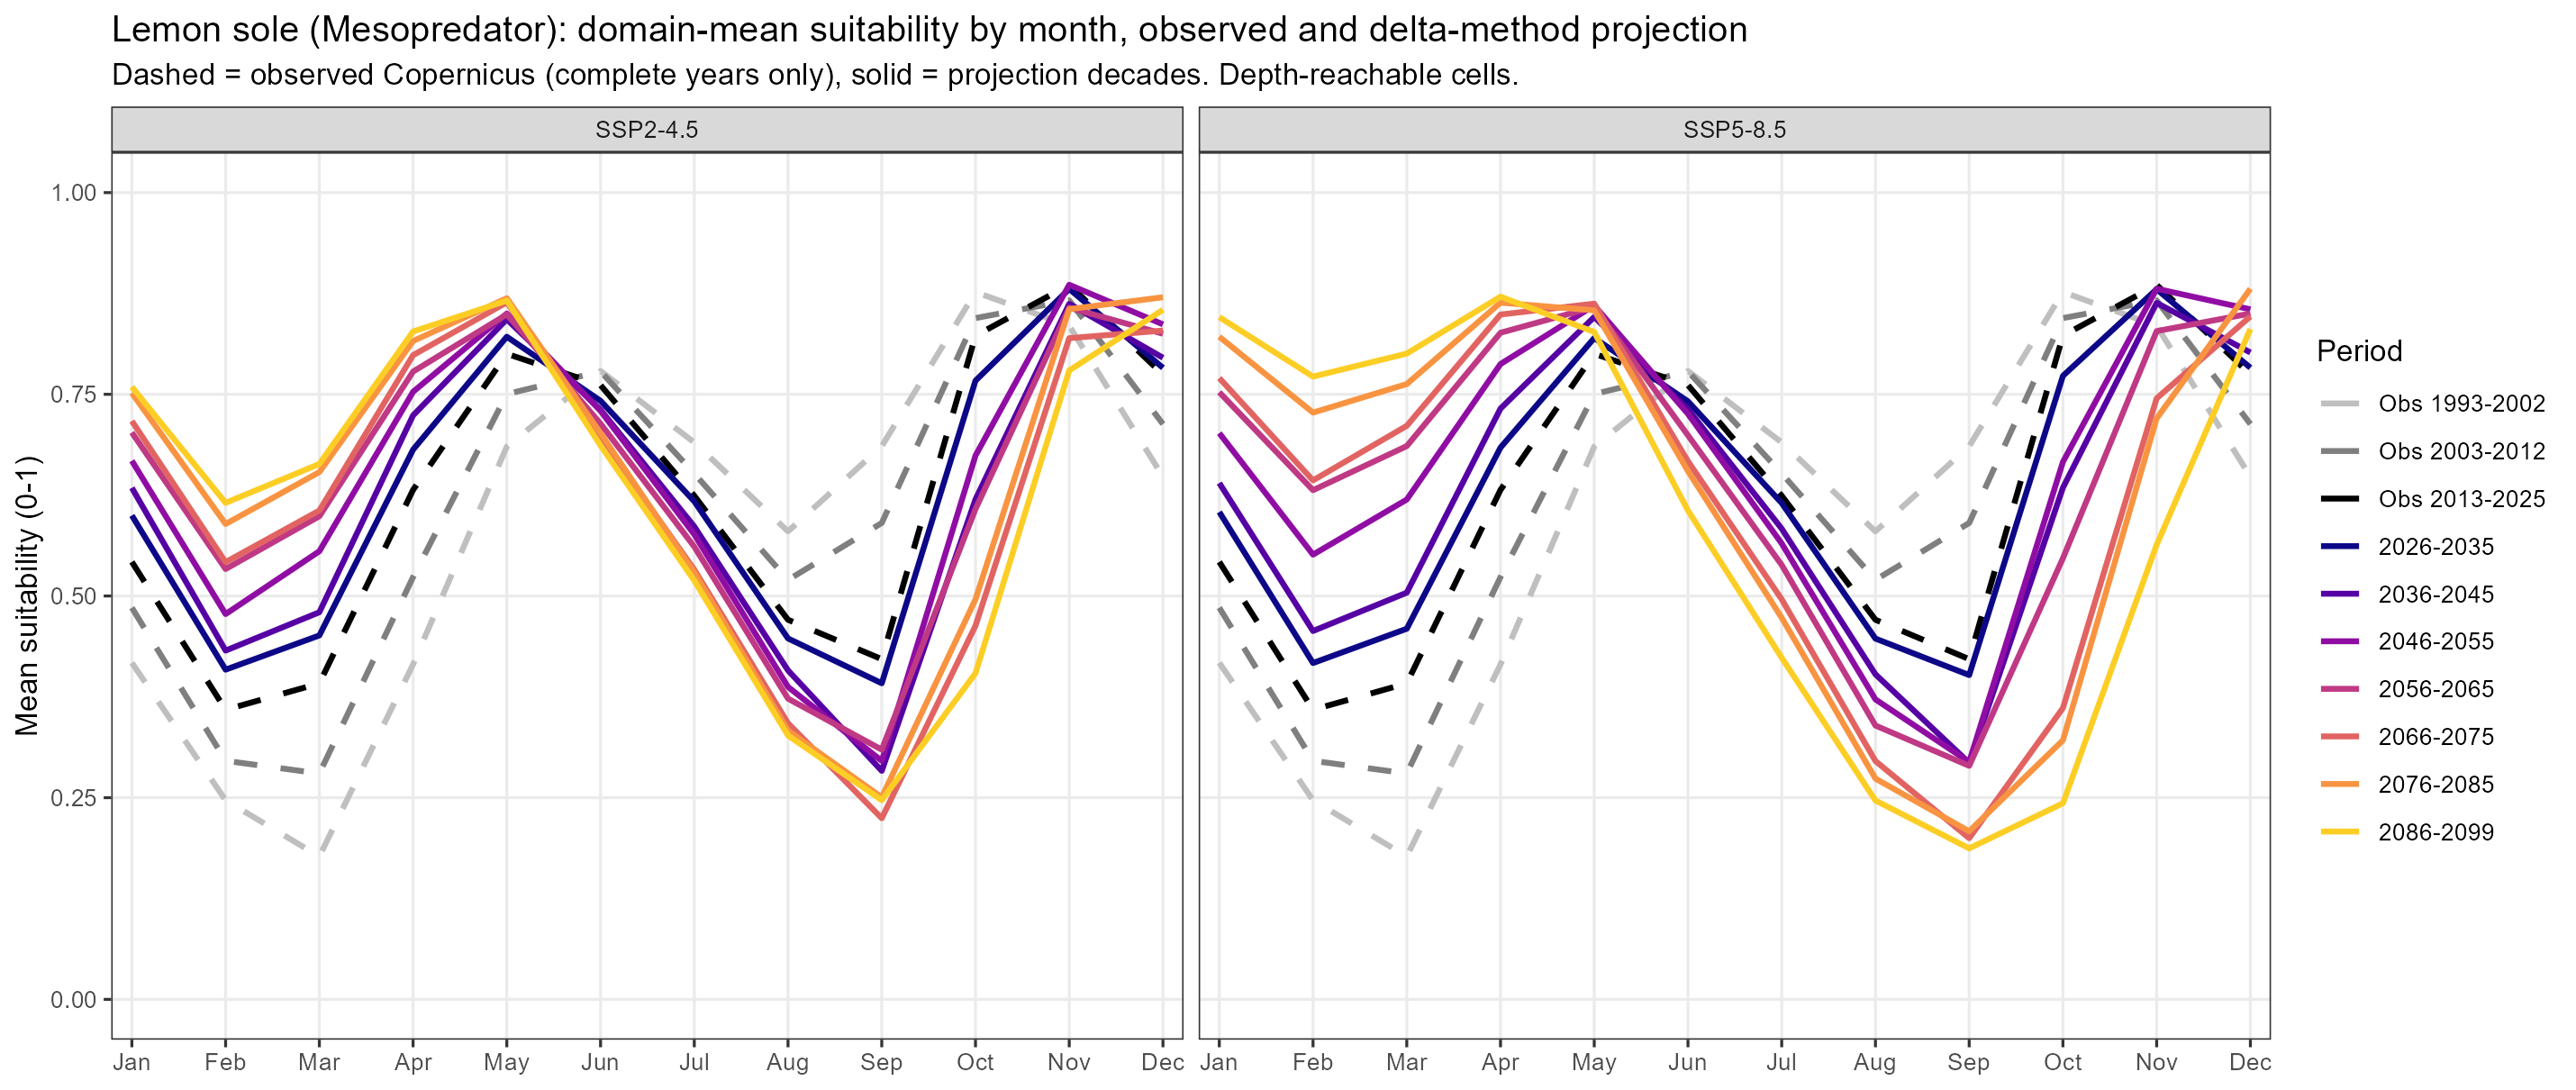 Lemon sole (Mesopredator): domain-mean suitability by month, observed and delta-method projection
Dashed = observed Copernicus (complete years only), solid = projection decades. Depth-reachable cells.
SSP2-4.5
SSP5-8.5
Mean suitability (0-1)
1.00
0.75
0.50
0.25
0.00
Jan Feb Mar Apr May Jun Jul Aug Sep Oct Nov Dec
Jan Feb Mar Apr May Jun Jul Aug Sep Oct Nov Dec
Period
Obs 1993-2002
Obs 2003-2012
Obs 2013-2025
2026-2035
2036-2045
2046-2055
2056-2065
2066-2075
2076-2085
2086-2099